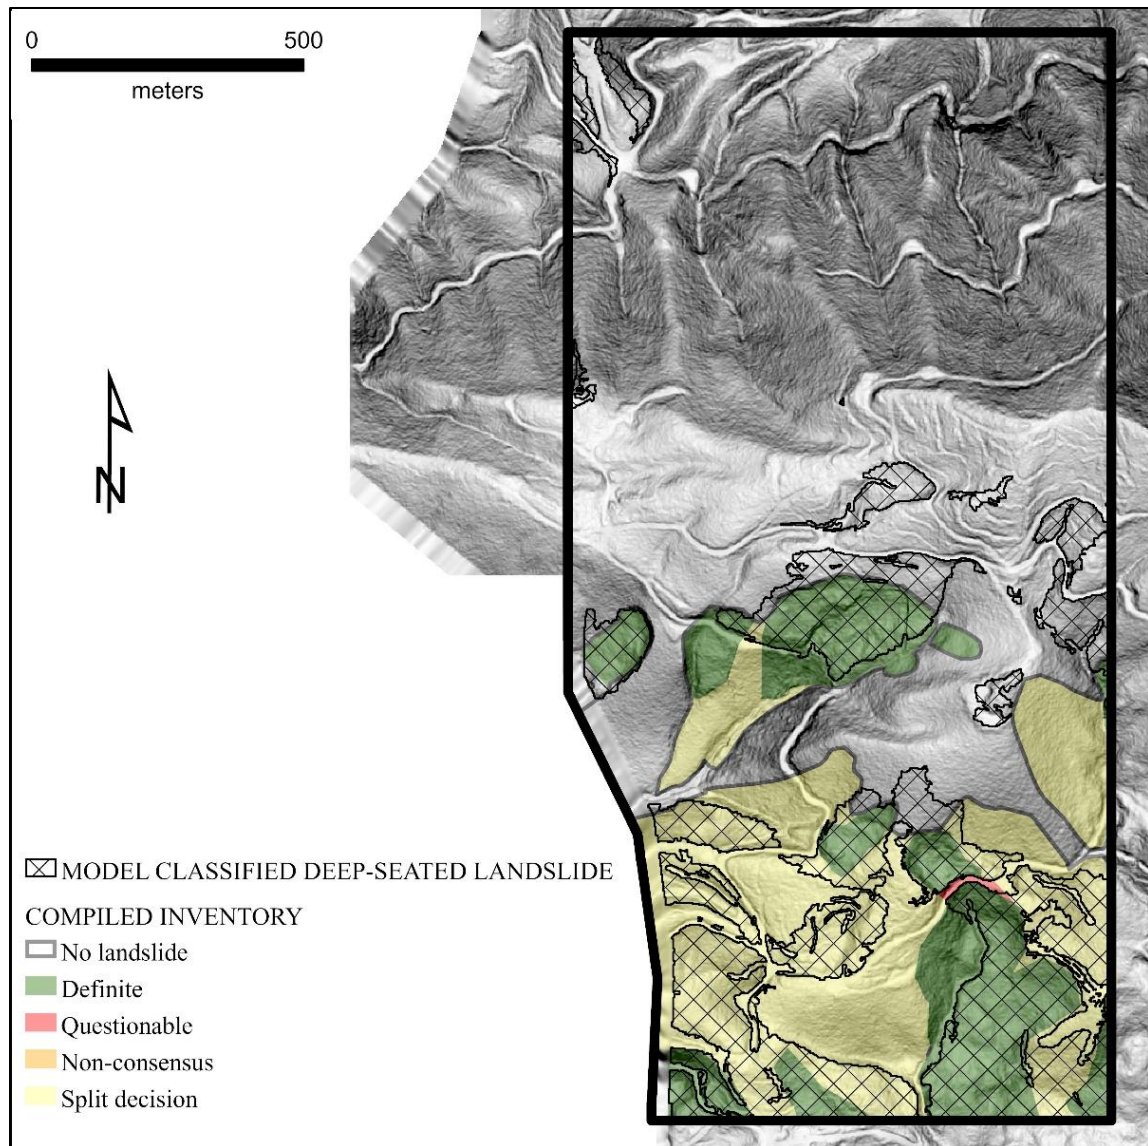 0 500
meters
N
MODEL CLASSIFIED DEEP-SEATED LANDSLIDE
COMPILED INVENTORY
No landslide
Definite
Questionable
Non-consensus
Split decision